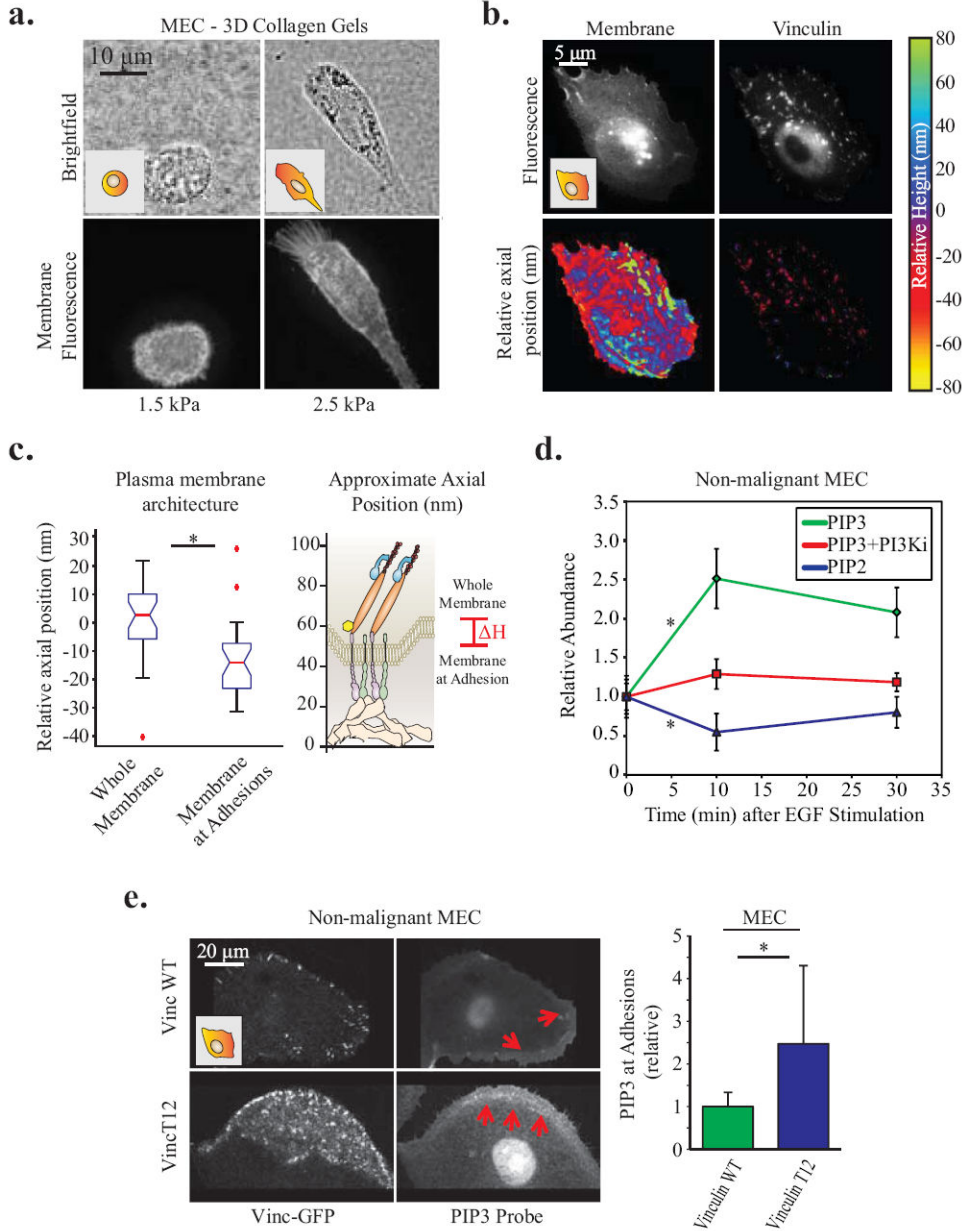 a.
MEC - 3D Collagen Gels
10 μm
Brightfield
Membrane
Fluorescence
1.5 kPa
2.5 kPa
b.
Membrane
Vinculin
5 μm
Fluorescence
Relative axial
position (nm)
Relative Height (nm)
80
60
40
20
0
-20
-40
-60
-80
c.
Plasma membrane
architecture
Relative axial position (nm)
30
20
10
0
-10
-20
-30
-40
*
Whole
Membrane
Membrane
at Adhesions
Approximate Axial
Position (nm)
100
80
60
40
20
0
Whole
Membrane
ΔH
Membrane
at Adhesion
d.
Non-malignant MEC
Relative Abundance
3.5
3.0
2.5
2.0
1.5
1.0
0.5
0
PIP3
PIP3+PI3Ki
PIP2
*
*
0 5 10 15 20 25 30 35
Time (min) after EGF Stimulation
e.
Non-malignant MEC
20 μm
Vinc WT
VincT12
Vinc-GFP
PIP3 Probe
MEC
*
PIP3 at Adhesions
(relative)
5
4
3
2
1
0
Vinculin WT
Vinculin T12